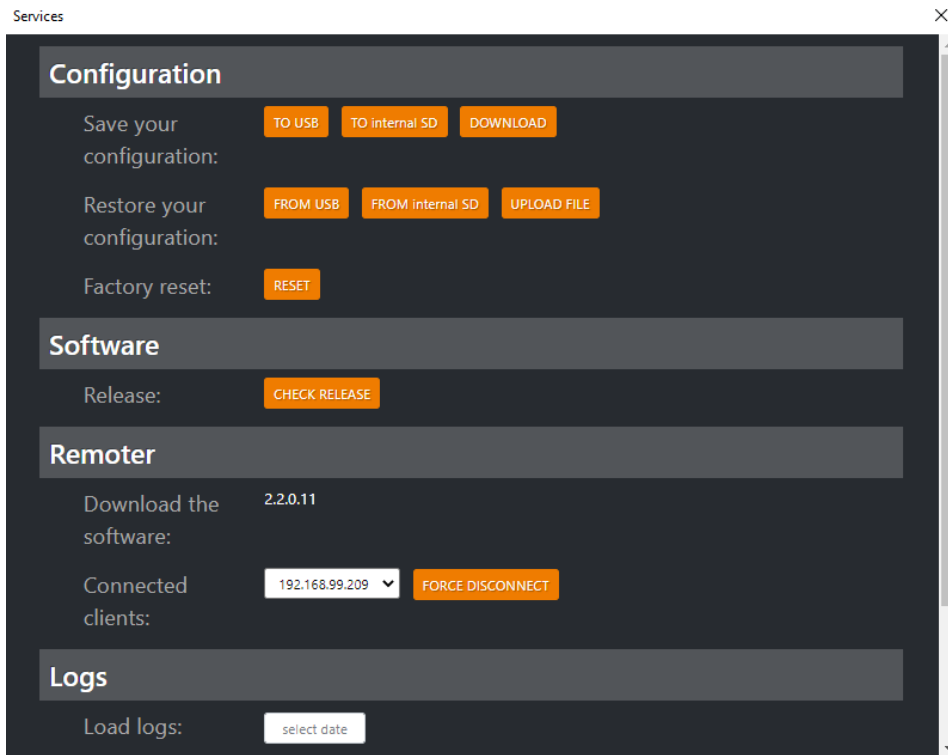 Services
Configuration
Save your TO USB TO internal SD DOWNLOAD
configuration:
Restore your FROM USB FROM internal SD UPLOAD FILE
configuration:
Factory reset: RESET
Software
Release: CHECK RELEASE
Remoter
Download the 2.2.0.11
software:
Connected 192.168.99.209 FORCE DISCONNECT
clients:
Logs
Load logs: select date